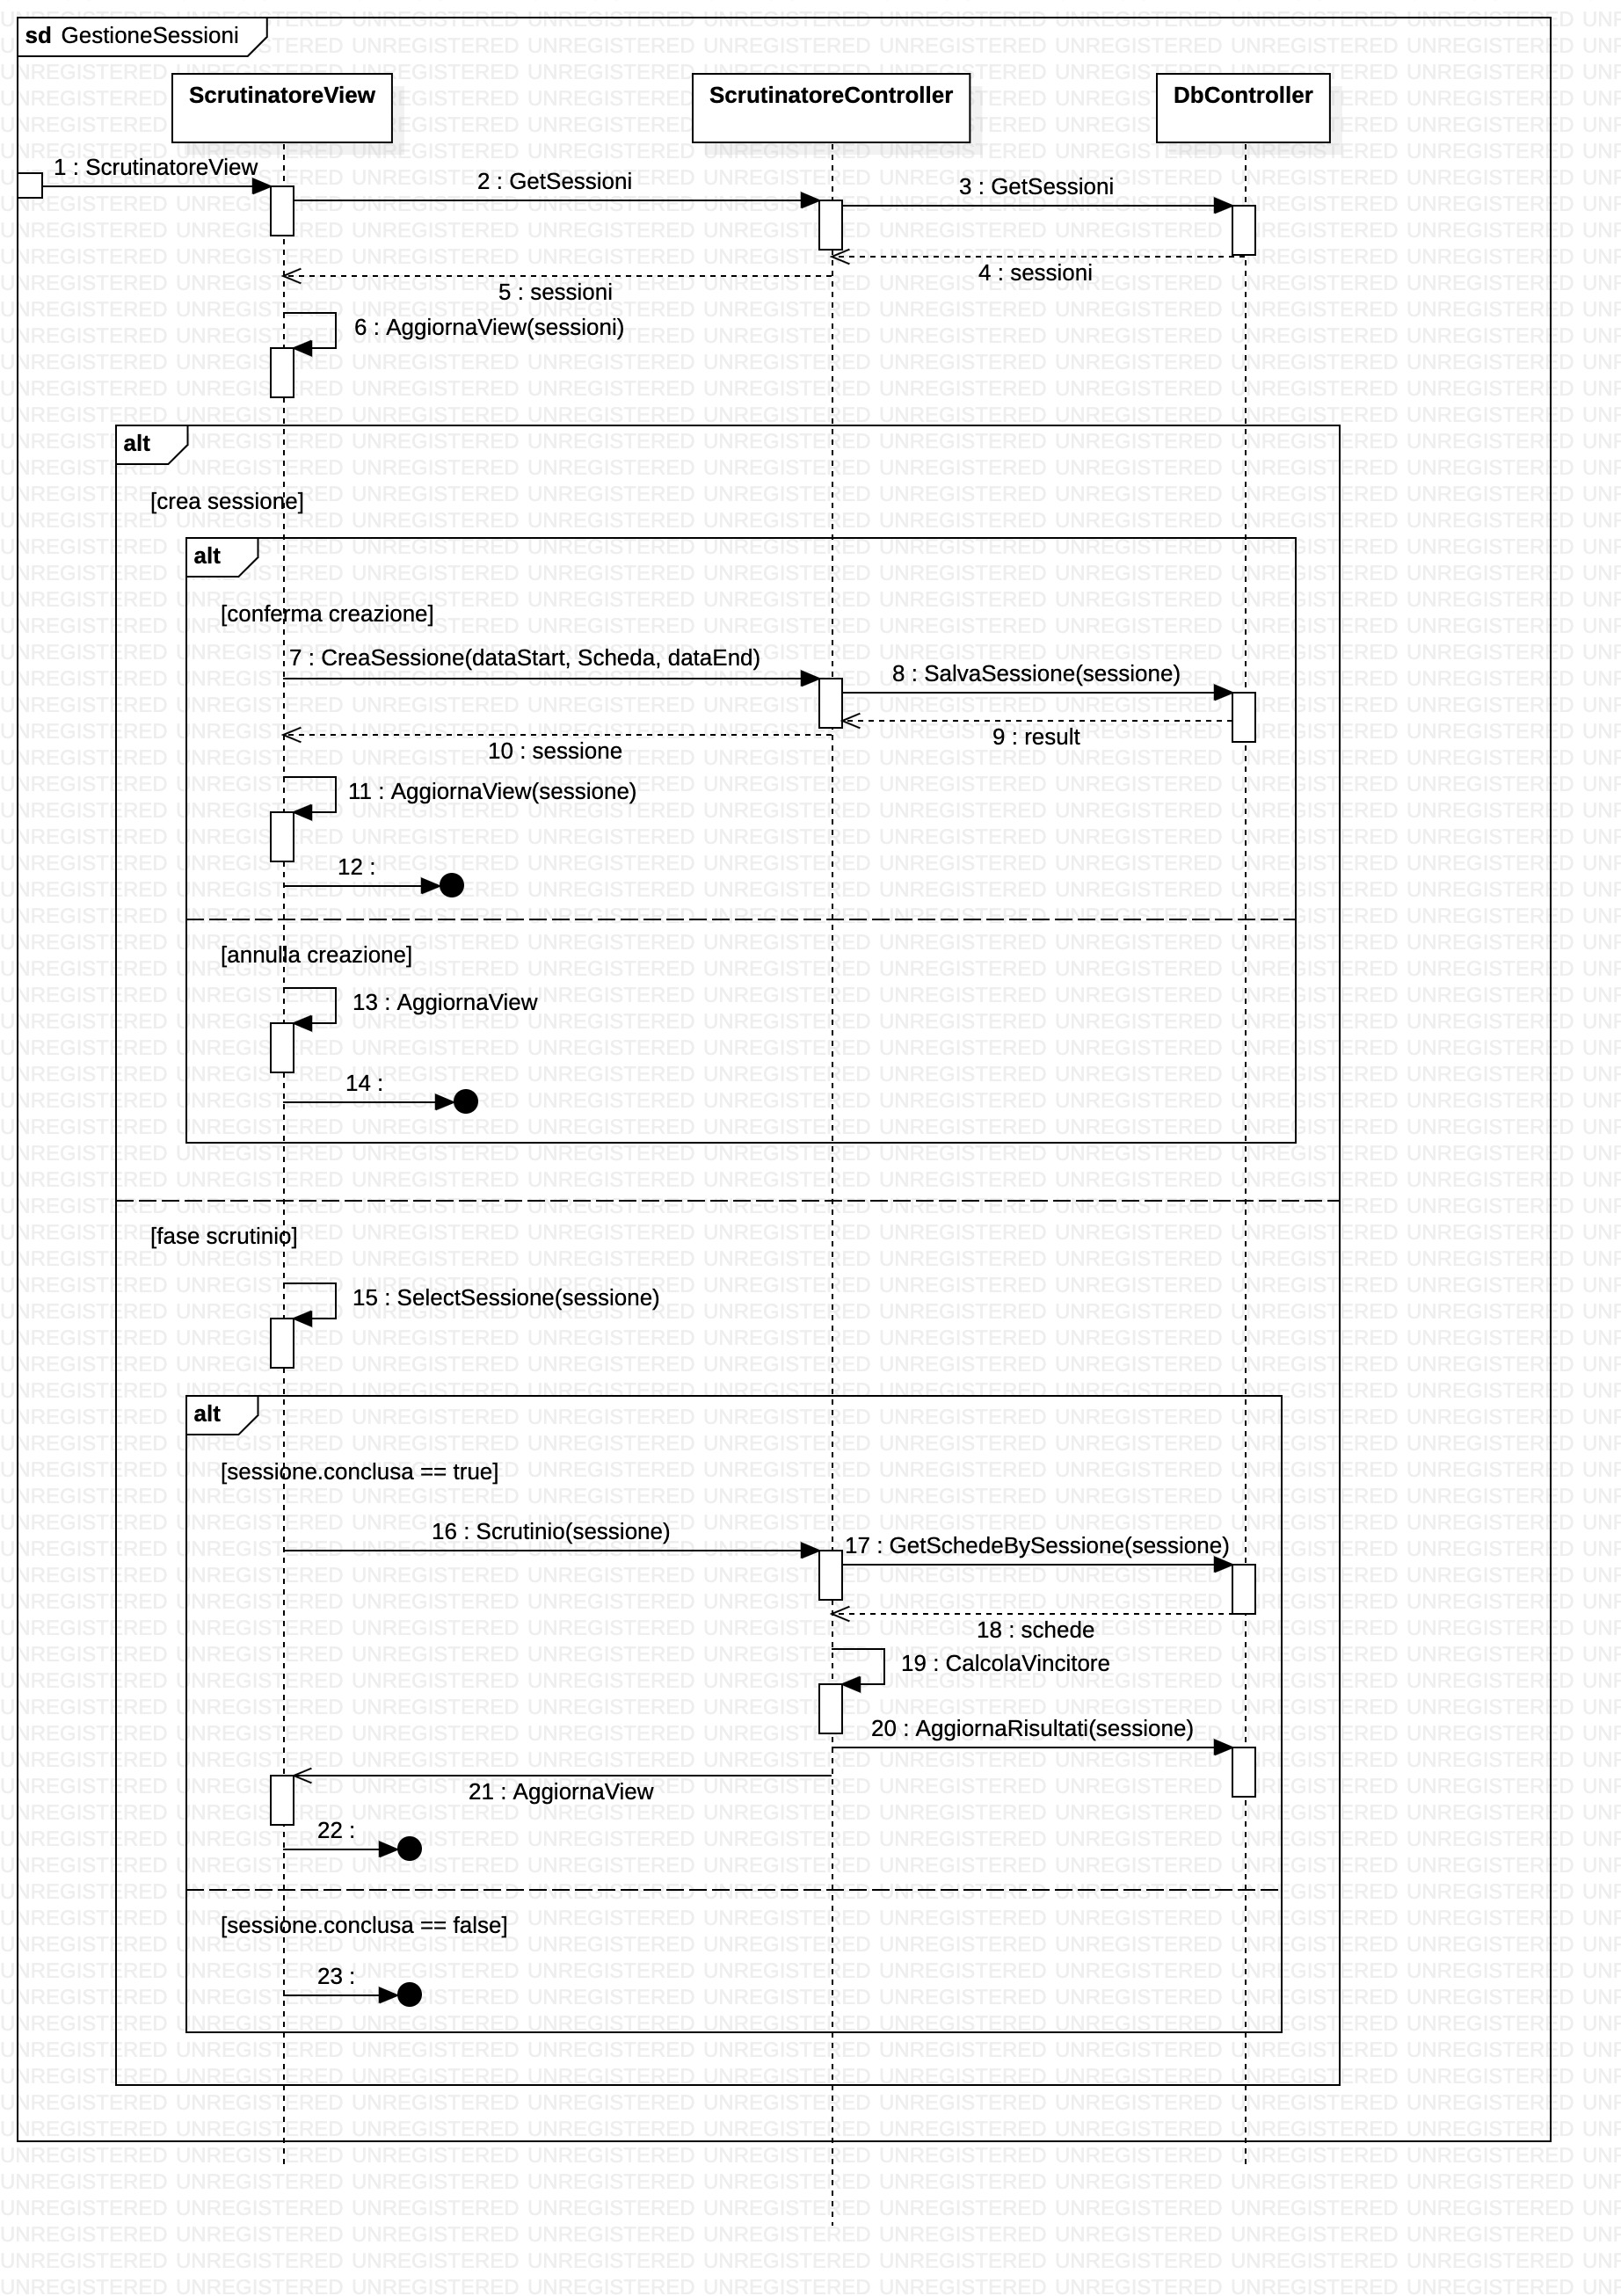 sd GestioneSessioni
ScrutinatoreView
ScrutinatoreController
DbController
1 : ScrutinatoreView
2 : GetSessioni
3 : GetSessioni
4 : sessioni
5 : sessioni
6 : AggiornaView(sessioni)
alt
[crea sessione]
alt
[conferma creazione]
7 : CreaSessione(dataStart, Scheda, dataEnd)
8 : SalvaSessione(sessione)
9 : result
10 : sessione
11 : AggiornaView(sessione)
12 :
[annulla creazione]
13 : AggiornaView
14 :
[fase scrutinio]
15 : SelectSessione(sessione)
alt
[sessione.conclusa == true]
16 : Scrutinio(sessione)
17 : GetSchedeBySessione(sessione)
18 : schede
19 : CalcolaVincitore
20 : AggiornaRisultati(sessione)
21 : AggiornaView
22 :
[sessione.conclusa == false]
23 :
UNREGISTERED